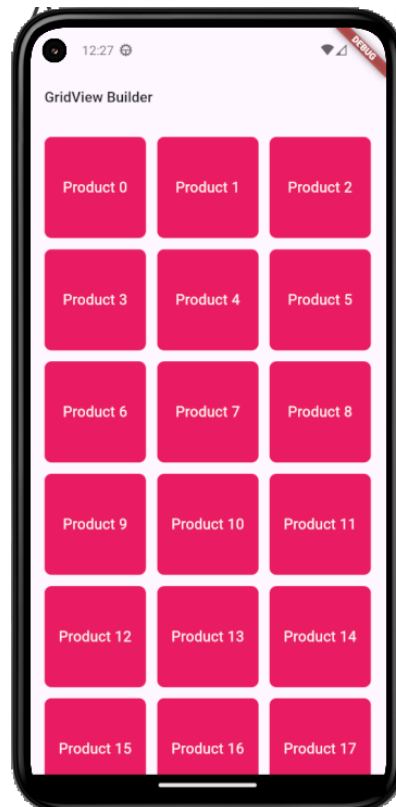 12:27
DEBUG
GridView Builder
Product 0 Product 1 Product 2
Product 3 Product 4 Product 5
Product 6 Product 7 Product 8
Product 9 Product 10 Product 11
Product 12 Product 13 Product 14
Product 15 Product 16 Product 17